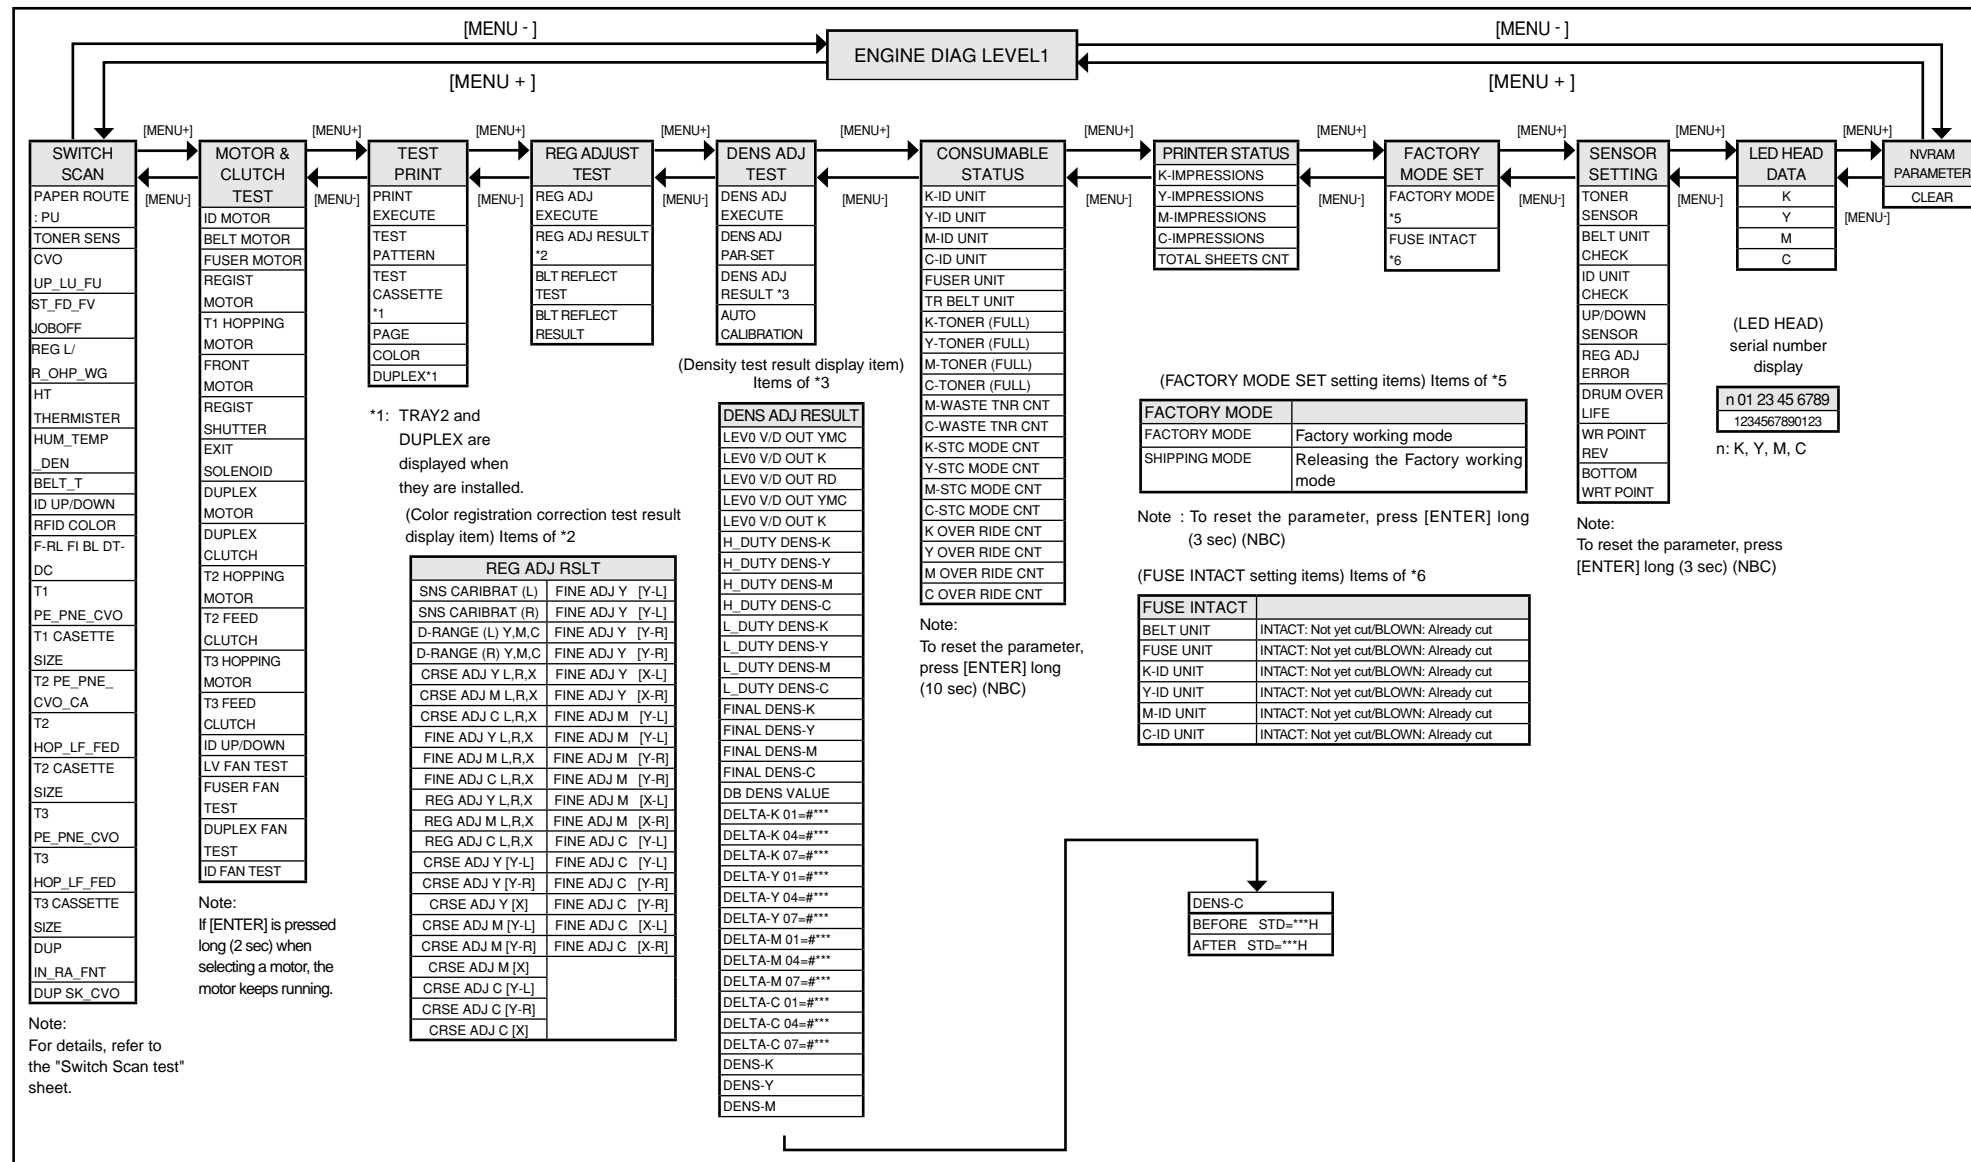 [MENU - ]
ENGINE DIAG LEVEL1
[MENU - ]
[MENU + ]
[MENU + ]
[MENU+]
[MENU+]
[MENU+]
[MENU+]
[MENU+]
[MENU+]
[MENU+]
[MENU+]
[MENU+]
[MENU+]
[MENU-]
[MENU-]
[MENU-]
[MENU-]
[MENU-]
[MENU-]
[MENU-]
[MENU-]
[MENU-]
[MENU-]
SWITCH
SCAN
PAPER ROUTE
: PU
TONER SENS
CVO
UP_LU_FU
ST_FD_FV
JOBOFF
REG L/
R_OHP_WG
HT
THERMISTER
HUM_TEMP
_DEN
BELT_T
ID UP/DOWN
RFID COLOR
F-RL FI BL DT-
DC
T1
PE_PNE_CVO
T1 CASETTE
SIZE
T2 PE_PNE_
CVO_CA
T2
HOP_LF_FED
T2 CASETTE
SIZE
T3
PE_PNE_CVO
T3
HOP_LF_FED
T3 CASSETTE
SIZE
DUP
IN_RA_FNT
DUP SK_CVO
Note:
For details, refer to
the "Switch Scan test"
sheet.
MOTOR &
CLUTCH
TEST
ID MOTOR
BELT MOTOR
FUSER MOTOR
REGIST
MOTOR
T1 HOPPING
MOTOR
FRONT
MOTOR
REGIST
SHUTTER
EXIT
SOLENOID
DUPLEX
MOTOR
DUPLEX
CLUTCH
T2 HOPPING
MOTOR
T2 FEED
CLUTCH
T3 HOPPING
MOTOR
T3 FEED
CLUTCH
ID UP/DOWN
LV FAN TEST
FUSER FAN
TEST
DUPLEX FAN
TEST
ID FAN TEST
Note:
If [ENTER] is pressed
long (2 sec) when
selecting a motor, the
motor keeps running.
TEST
PRINT
PRINT
EXECUTE
TEST
PATTERN
TEST
CASSETTE
*1
PAGE
COLOR
DUPLEX*1
*1: TRAY2 and
DUPLEX are
displayed when
they are installed.
REG ADJUST
TEST
REG ADJ
EXECUTE
REG ADJ RESULT
*2
BLT REFLECT
TEST
BLT REFLECT
RESULT
(Color registration correction test result
display item) Items of *2
REG ADJ RSLT
SNS CARIBRAT (L) FINE ADJ Y [Y-L]
SNS CARIBRAT (R) FINE ADJ Y [Y-L]
D-RANGE (L) Y,M,C FINE ADJ Y [Y-R]
D-RANGE (R) Y,M,C FINE ADJ Y [Y-R]
CRSE ADJ Y L,R,X FINE ADJ Y [X-L]
CRSE ADJ M L,R,X FINE ADJ Y [X-R]
CRSE ADJ C L,R,X FINE ADJ M [Y-L]
FINE ADJ Y L,R,X FINE ADJ M [Y-L]
FINE ADJ M L,R,X FINE ADJ M [Y-R]
FINE ADJ C L,R,X FINE ADJ M [Y-R]
REG ADJ Y L,R,X FINE ADJ M [X-L]
REG ADJ M L,R,X FINE ADJ M [X-R]
REG ADJ C L,R,X FINE ADJ C [Y-L]
CRSE ADJ Y [Y-L] FINE ADJ C [Y-L]
CRSE ADJ Y [Y-R] FINE ADJ C [Y-R]
CRSE ADJ Y [X] FINE ADJ C [Y-R]
CRSE ADJ M [Y-L] FINE ADJ C [X-L]
CRSE ADJ M [Y-R] FINE ADJ C [X-R]
CRSE ADJ M [X]
CRSE ADJ C [Y-L]
CRSE ADJ C [Y-R]
CRSE ADJ C [X]
DENS ADJ
TEST
DENS ADJ
EXECUTE
DENS ADJ
PAR-SET
DENS ADJ
RESULT *3
AUTO
CALIBRATION
(Density test result display item)
Items of *3
DENS ADJ RESULT
LEV0 V/D OUT YMC
LEV0 V/D OUT K
LEV0 V/D OUT RD
LEV0 V/D OUT YMC
LEV0 V/D OUT K
H_DUTY DENS-K
H_DUTY DENS-Y
H_DUTY DENS-M
H_DUTY DENS-C
L_DUTY DENS-K
L_DUTY DENS-Y
L_DUTY DENS-M
L_DUTY DENS-C
FINAL DENS-K
FINAL DENS-Y
FINAL DENS-M
FINAL DENS-C
DB DENS VALUE
DELTA-K 01=#***
DELTA-K 04=#***
DELTA-K 07=#***
DELTA-Y 01=#***
DELTA-Y 04=#***
DELTA-Y 07=#***
DELTA-M 01=#***
DELTA-M 04=#***
DELTA-M 07=#***
DELTA-C 01=#***
DELTA-C 04=#***
DELTA-C 07=#***
DENS-K
DENS-Y
DENS-M
CONSUMABLE
STATUS
K-ID UNIT
Y-ID UNIT
M-ID UNIT
C-ID UNIT
FUSER UNIT
TR BELT UNIT
K-TONER (FULL)
Y-TONER (FULL)
M-TONER (FULL)
C-TONER (FULL)
M-WASTE TNR CNT
C-WASTE TNR CNT
K-STC MODE CNT
Y-STC MODE CNT
M-STC MODE CNT
C-STC MODE CNT
K OVER RIDE CNT
Y OVER RIDE CNT
M OVER RIDE CNT
C OVER RIDE CNT
Note:
To reset the parameter,
press [ENTER] long
(10 sec) (NBC)
PRINTER STATUS
K-IMPRESSIONS
Y-IMPRESSIONS
M-IMPRESSIONS
C-IMPRESSIONS
TOTAL SHEETS CNT
FACTORY
MODE SET
FACTORY MODE
*5
FUSE INTACT
*6
(FACTORY MODE SET setting items) Items of *5
FACTORY MODE
FACTORY MODE Factory working mode
SHIPPING MODE Releasing the Factory working
mode
Note : To reset the parameter, press [ENTER] long
(3 sec) (NBC)
(FUSE INTACT setting items) Items of *6
FUSE INTACT
BELT UNIT INTACT: Not yet cut/BLOWN: Already cut
FUSE UNIT INTACT: Not yet cut/BLOWN: Already cut
K-ID UNIT INTACT: Not yet cut/BLOWN: Already cut
Y-ID UNIT INTACT: Not yet cut/BLOWN: Already cut
M-ID UNIT INTACT: Not yet cut/BLOWN: Already cut
C-ID UNIT INTACT: Not yet cut/BLOWN: Already cut
DENS-C
BEFORE STD=***H
AFTER STD=***H
SENSOR
SETTING
TONER
SENSOR
BELT UNIT
CHECK
ID UNIT
CHECK
UP/DOWN
SENSOR
REG ADJ
ERROR
DRUM OVER
LIFE
WR POINT
REV
BOTTOM
WRT POINT
Note:
To reset the parameter, press
[ENTER] long (3 sec) (NBC)
LED HEAD
DATA
K
Y
M
C
(LED HEAD)
serial number
display
n 01 23 45 6789
1234567890123
n: K, Y, M, C
NVRAM
PARAMETER
CLEAR